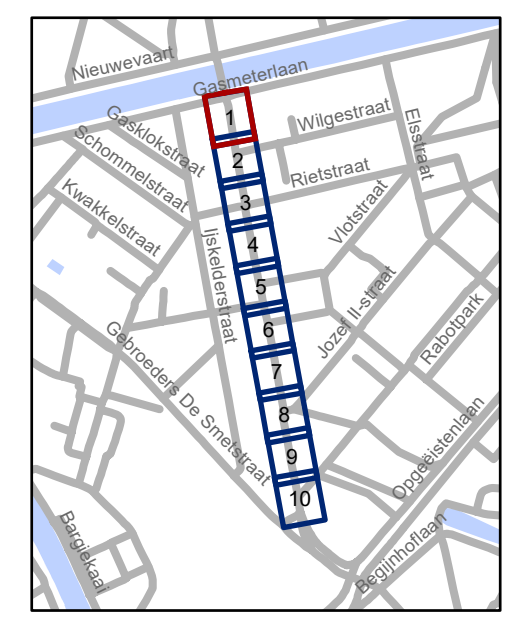 Nieuwevaart
Gasmeterlaan
1
Gasklokstraat
Wilgestraat
Elsstraat
Schommelstraat
2
Rietstraat
Kwakkelstraat
3
Vlotstraat
Ijskelderstraat
4
5
Jozef II-straat
6
Rabotpark
Gebroeders De Smetstraat
7
8
Opgeëistenlaan
9
10
Bargiekaai
Begijnhoflaan